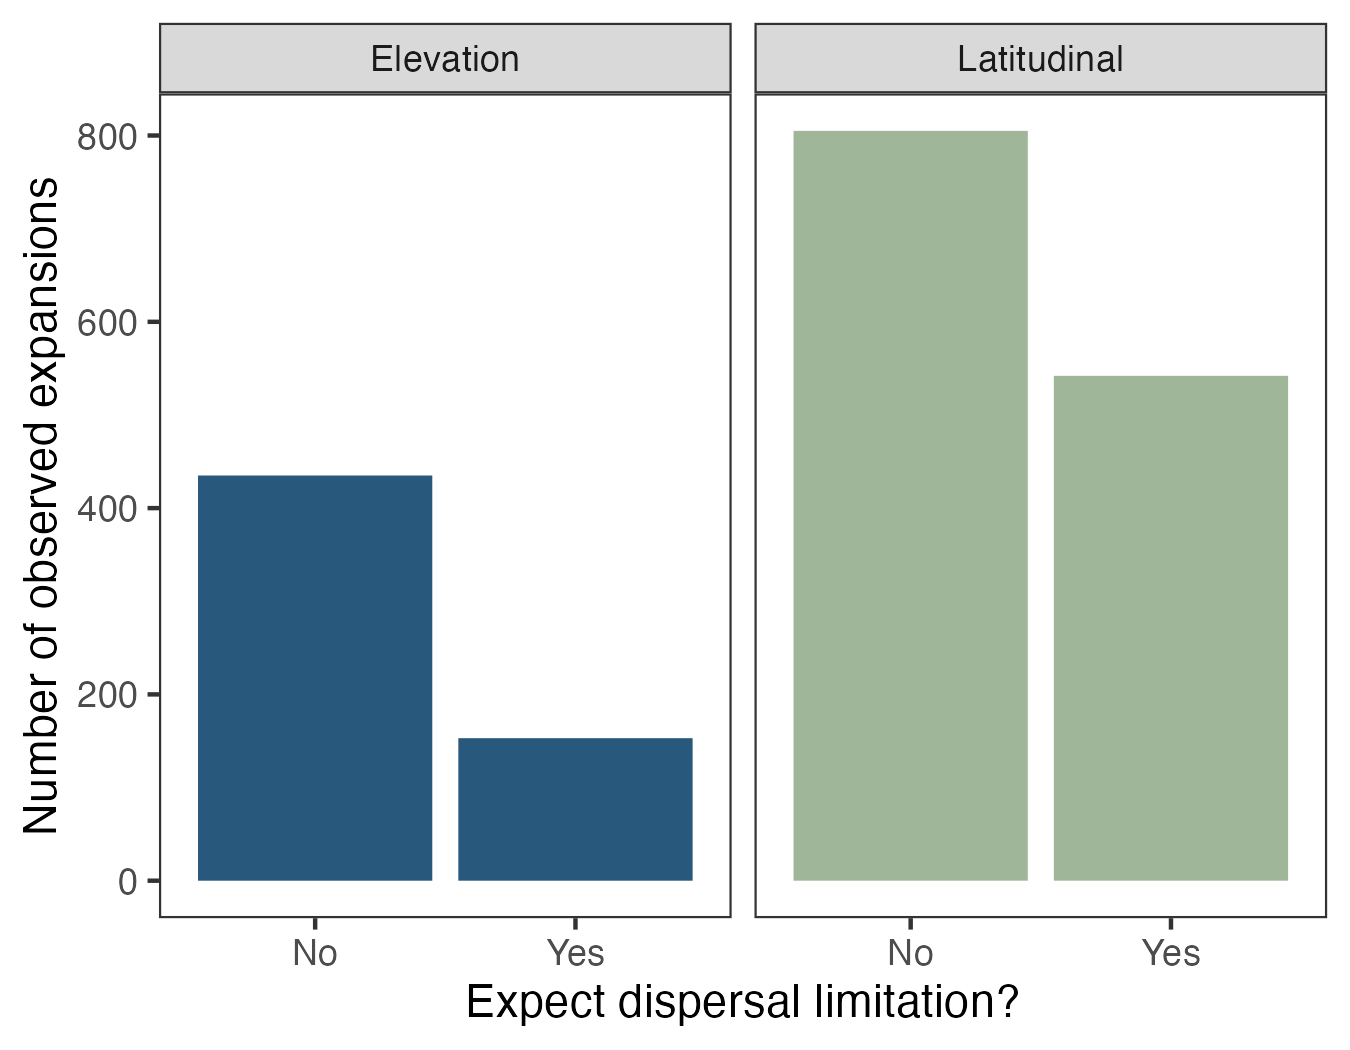 Elevation
Latitudinal
Number of observed expansions
800
600
400
200
0
No
Yes
No
Yes
Expect dispersal limitation?